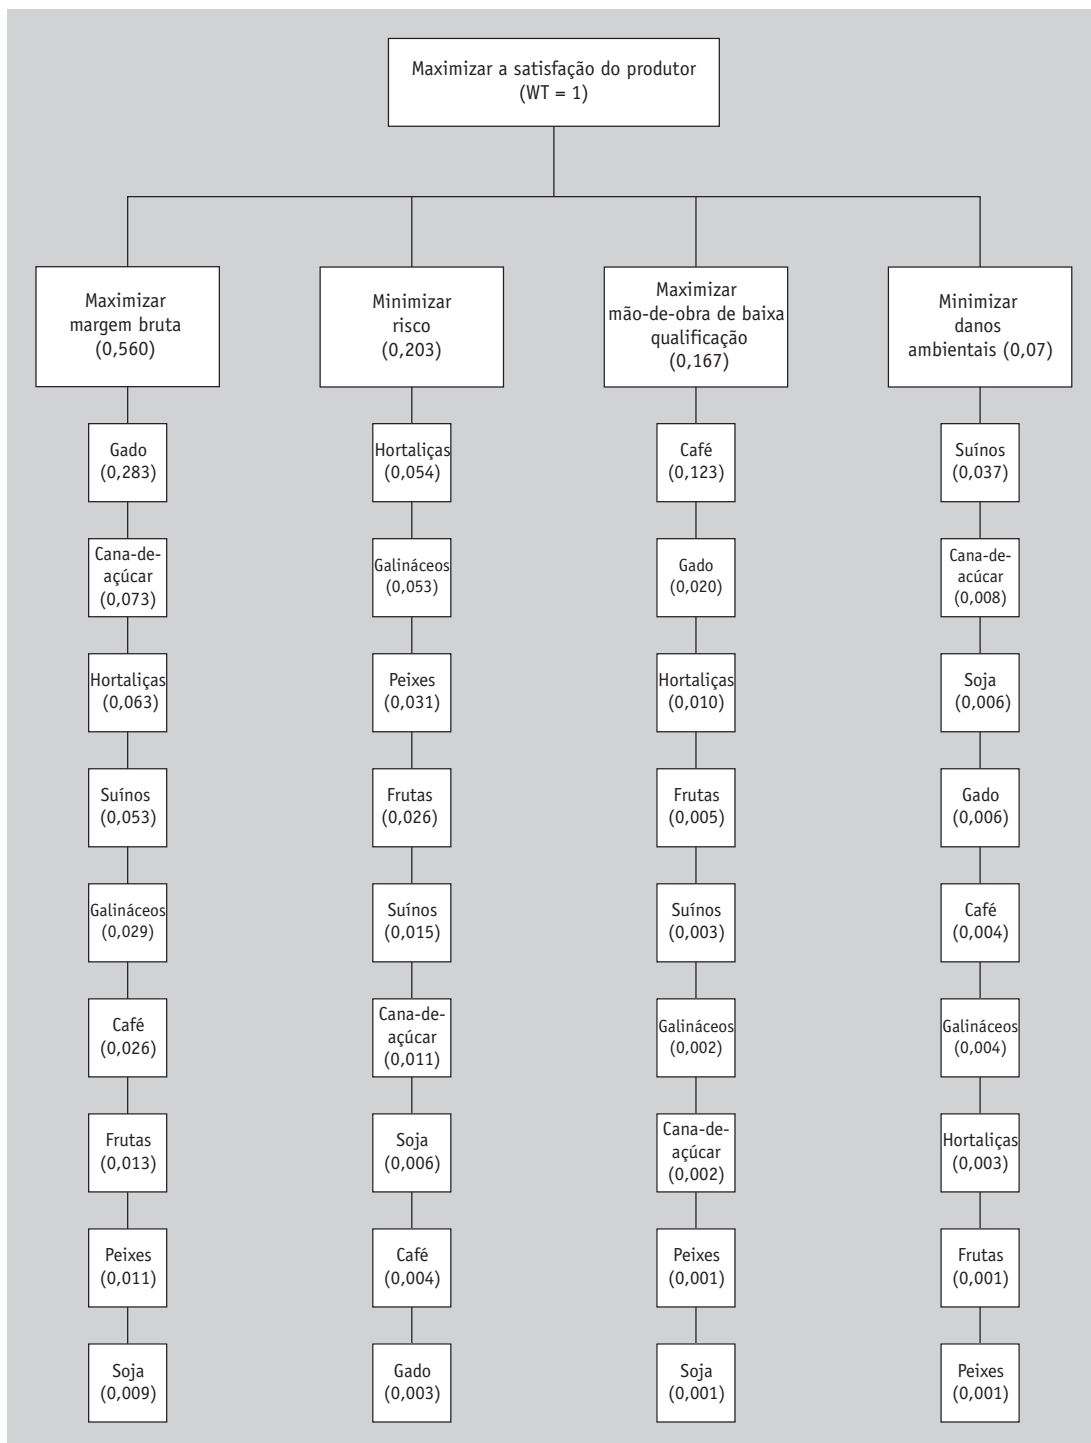 Maximizar a satisfação do produtor
(WT = 1)
Maximizar
margem bruta
(0,560)
Minimizar
risco
(0,203)
Maximizar
mão-de-obra de baixa
qualificação
(0,167)
Minimizar
danos
ambientais (0,07)
Gado
(0,283)
Hortaliças
(0,054)
Café
(0,123)
Suínos
(0,037)
Cana-de-
açúcar
(0,073)
Galináceos
(0,053)
Gado
(0,020)
Cana-de-
acúcar
(0,008)
Hortaliças
(0,063)
Peixes
(0,031)
Hortaliças
(0,010)
Soja
(0,006)
Suínos
(0,053)
Frutas
(0,026)
Frutas
(0,005)
Gado
(0,006)
Galináceos
(0,029)
Suínos
(0,015)
Suínos
(0,003)
Café
(0,004)
Café
(0,026)
Cana-de-
açúcar
(0,011)
Galináceos
(0,002)
Galináceos
(0,004)
Frutas
(0,013)
Soja
(0,006)
Cana-de-
açúcar
(0,002)
Hortaliças
(0,003)
Peixes
(0,011)
Café
(0,004)
Peixes
(0,001)
Frutas
(0,001)
Soja
(0,009)
Gado
(0,003)
Soja
(0,001)
Peixes
(0,001)